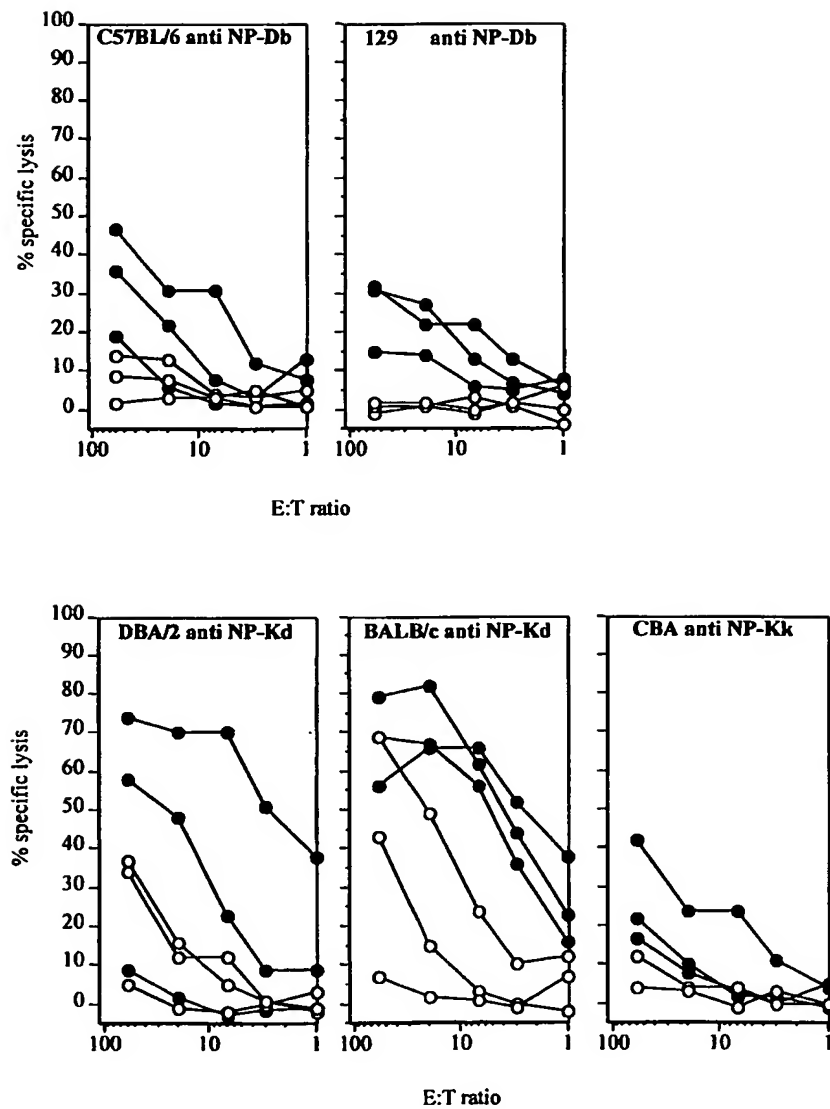 C57BL/6 anti NP-Db
129 anti NP-Db
% specific lysis
100
90
80
70
60
50
40
30
20
10
0
100 10 1
100 10 1
E:T ratio
DBA/2 anti NP-Kd
BALB/c anti NP-Kd
CBA anti NP-Kk
% specific lysis
100
90
80
70
60
50
40
30
20
10
0
100 10 1
100 10 1
100 10 1
E:T ratio